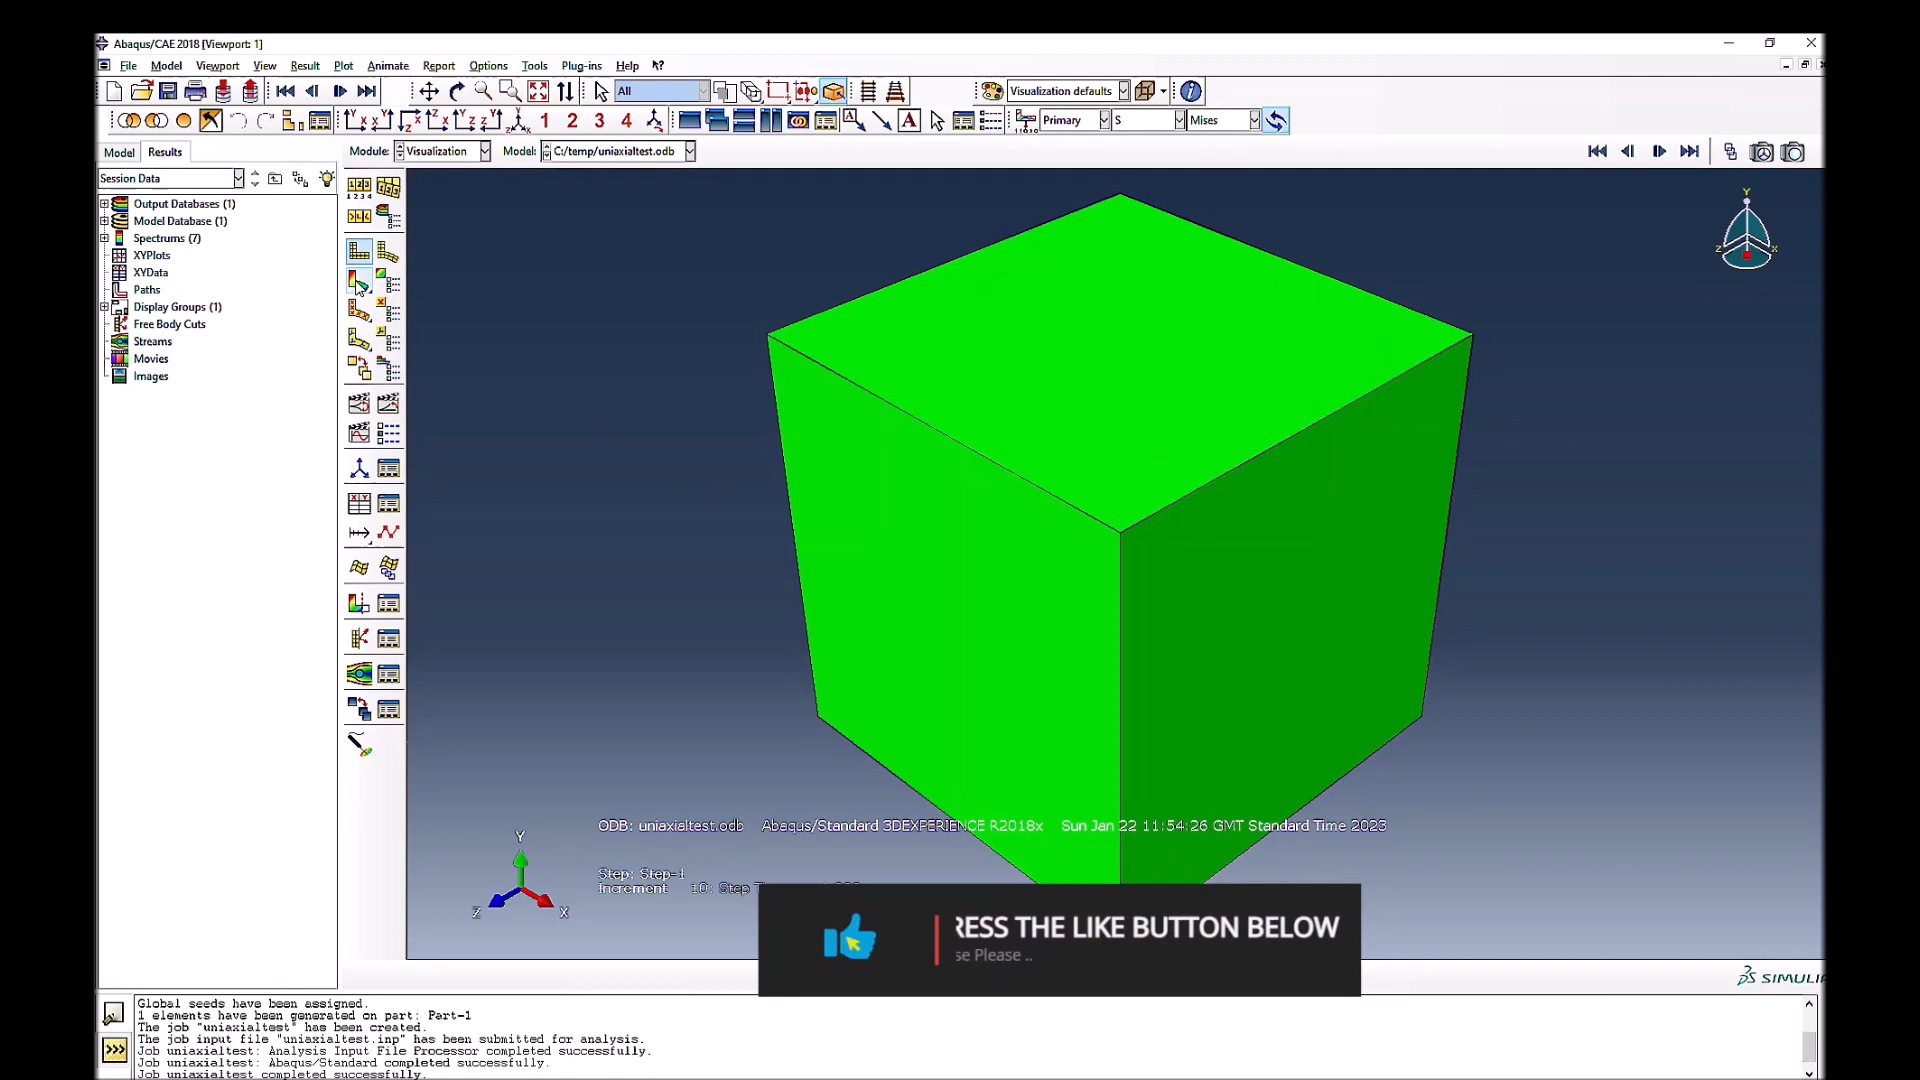 Abaqus/CAE 2018 [Viewport: 1]
File Model Viewport View Result Plot Animate Report Options Tools Plug-ins Help
All
Visualization defaults
1 2 3 4
Primary S Mises
Model Results
Module: Visualization Model: C:/temp/uniaxialtest.odb
Session Data
Output Databases (1)
Model Database (1)
Spectrums (7)
XYPlots
XYData
Paths
Display Groups (1)
Free Body Cuts
Streams
Movies
Images
Y
Z X
ODB: uniaxialtest.odb Abaqus/Standard 3DEXPERIENCE R2018x Sun Jan 22 11:54:26 GMT Standard Time 2023
Step: Step-1
Increment 10: Step
Y
Z X
RESS THE LIKE BUTTON BELOW
se Please ..
SIMULI
Global seeds have been assigned.
1 elements have been generated on part: Part-1
The job "uniaxialtest" has been created.
The job input file "uniaxialtest.inp" has been submitted for analysis.
Job uniaxialtest: Analysis Input File Processor completed successfully.
Job uniaxialtest: Abaqus/Standard completed successfully.
Job uniaxialtest completed successfully.